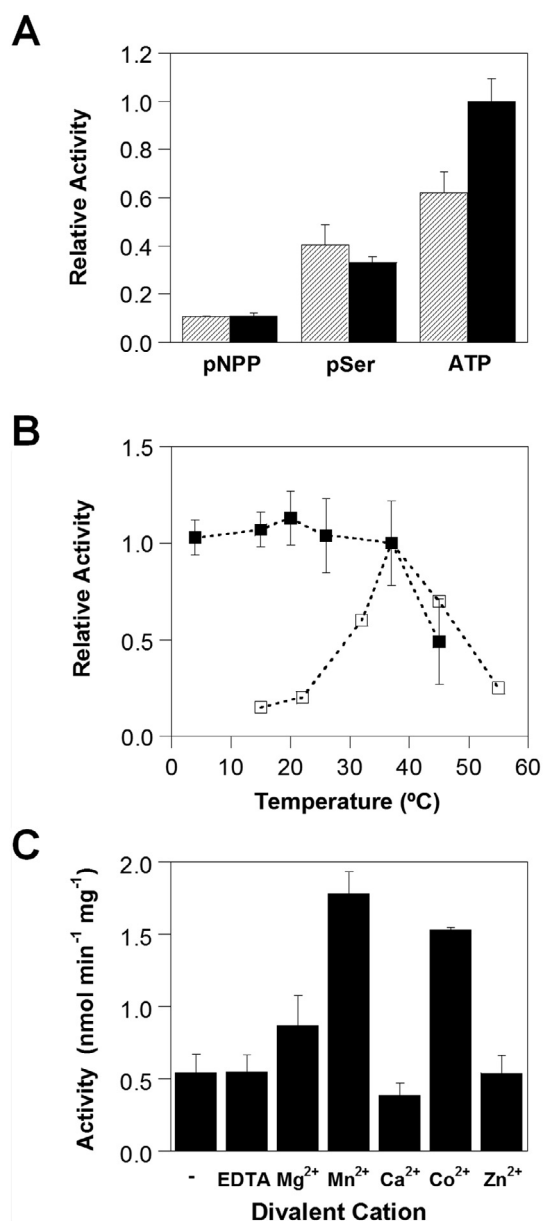 A
Relative Activity
1.2
1.0
0.8
0.6
0.4
0.2
0.0
pNPP pSer ATP
B
Relative Activity
1.5
1.0
0.5
0.0
0 10 20 30 40 50 60
Temperature (ºC)
C
Activity (nmol min⁻¹ mg⁻¹)
2.0
1.5
1.0
0.5
0.0
- EDTA Mg²⁺ Mn²⁺ Ca²⁺ Co²⁺ Zn²⁺
Divalent Cation